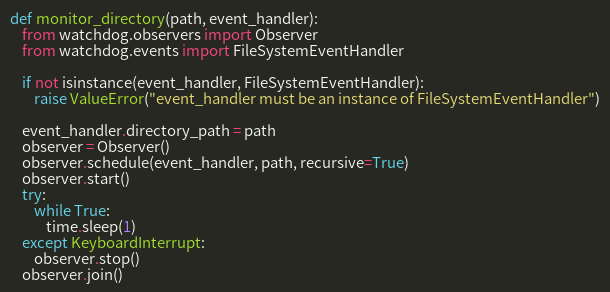 def monitor_directory(path, event_handler):
    from watchdog.observers import Observer
    from watchdog.events import FileSystemEventHandler

    if not isinstance(event_handler, FileSystemEventHandler):
        raise ValueError("event_handler must be an instance of FileSystemEventHandler")

    event_handler.directory_path = path
    observer = Observer()
    observer.schedule(event_handler, path, recursive=True)
    observer.start()
    try:
        while True:
            time.sleep(1)
    except KeyboardInterrupt:
        observer.stop()
    observer.join()